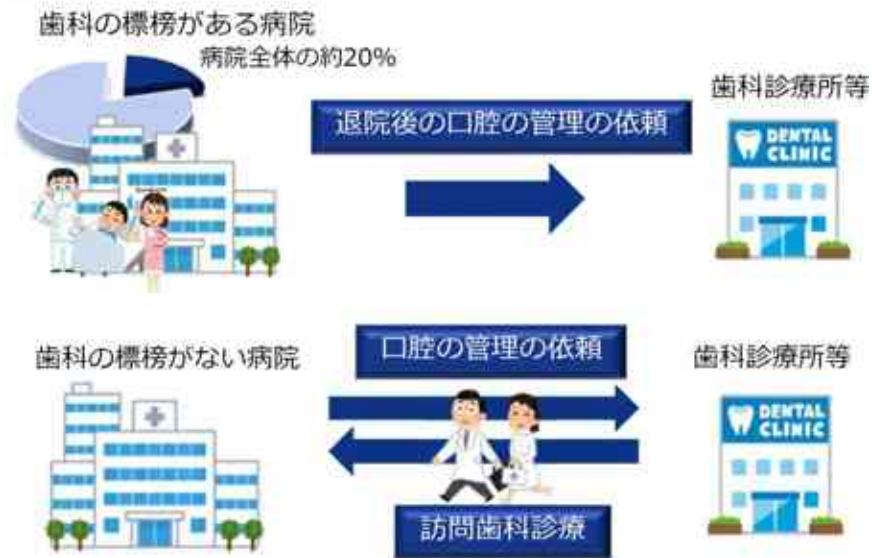 歯科の標榜がある病院
病院全体の約20%
退院後の口腔の管理の依頼
歯科診療所等
DENTAL
CLINIC
歯科の標榜がない病院
口腔の管理の依頼
歯科診療所等
DENTAL
CLINIC
訪問歯科診療